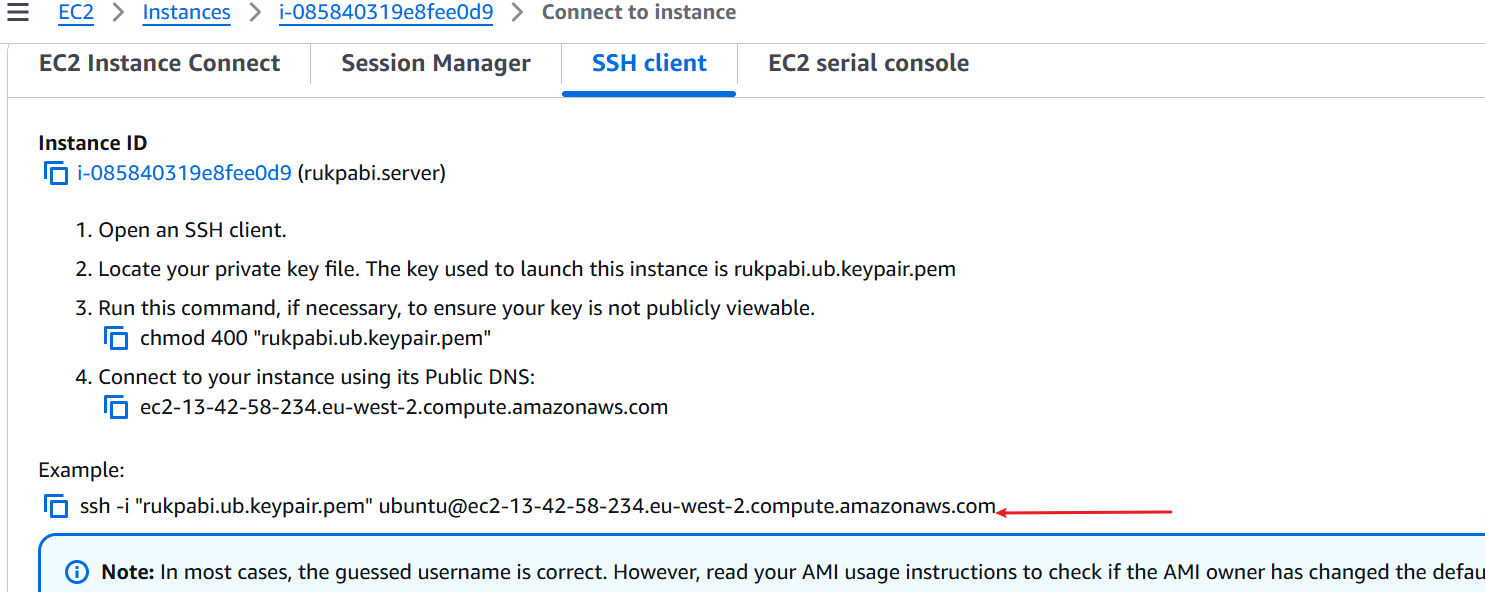 EC2 > Instances > i-085840319e8fee0d9 > Connect to instance
EC2 Instance Connect Session Manager SSH client EC2 serial console
Instance ID
i-085840319e8fee0d9 (rukpabi.server)
1. Open an SSH client.
2. Locate your private key file. The key used to launch this instance is rukpabi.ub.keypair.pem
3. Run this command, if necessary, to ensure your key is not publicly viewable.
chmod 400 "rukpabi.ub.keypair.pem"
4. Connect to your instance using its Public DNS:
ec2-13-42-58-234.eu-west-2.compute.amazonaws.com
Example:
ssh -i "rukpabi.ub.keypair.pem" ubuntu@ec2-13-42-58-234.eu-west-2.compute.amazonaws.com
Note: In most cases, the guessed username is correct. However, read your AMI usage instructions to check if the AMI owner has changed the defau